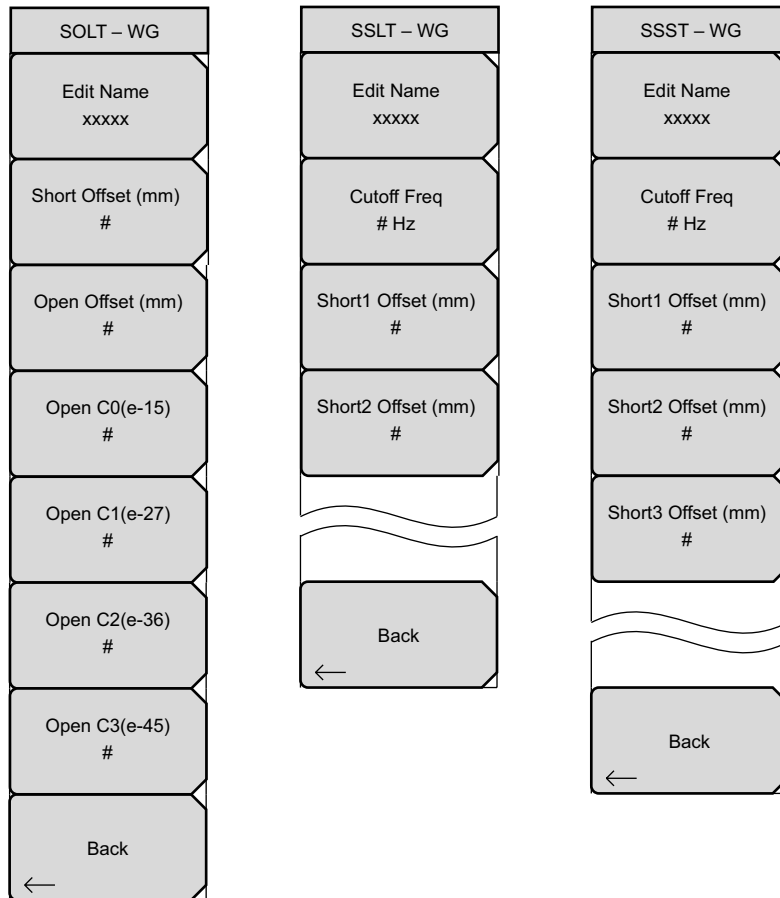 SOLT – WG
Edit Name
xxxxx
Short Offset (mm)
#
Open Offset (mm)
#
Open C0(e-15)
#
Open C1(e-27)
#
Open C2(e-36)
#
Open C3(e-45)
#
Back
SSLT – WG
Edit Name
xxxxx
Cutoff Freq
# Hz
Short1 Offset (mm)
#
Short2 Offset (mm)
#
Back
SSST – WG
Edit Name
xxxxx
Cutoff Freq
# Hz
Short1 Offset (mm)
#
Short2 Offset (mm)
#
Short3 Offset (mm)
#
Back